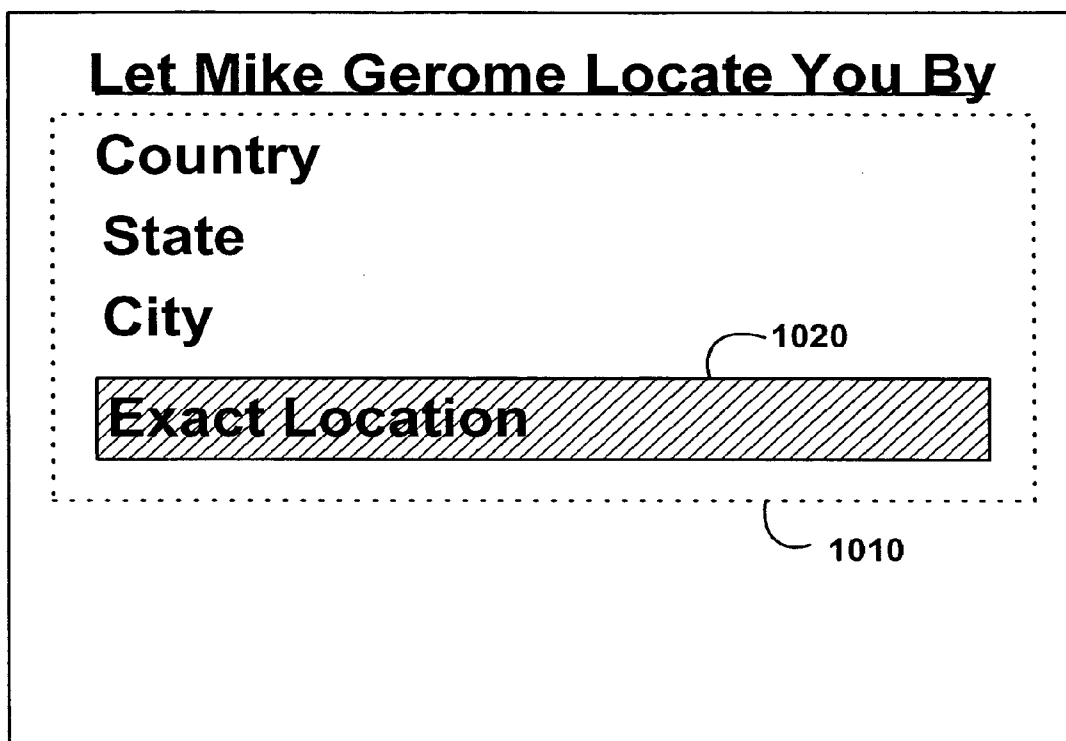 Let Mike Gerome Locate You By
Country
State
City
1020
Exact Location
1010